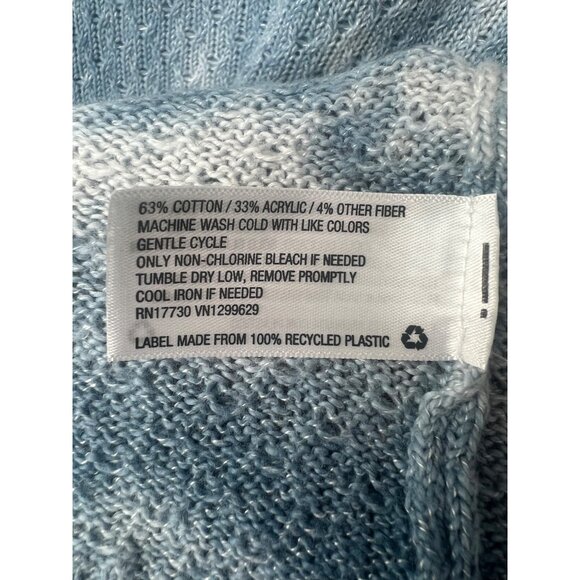 63% COTTON / 33% ACRYLIC / 4% OTHER FIBER
MACHINE WASH COLD WITH LIKE COLORS
GENTLE CYCLE
ONLY NON-CHLORINE BLEACH IF NEEDED
TUMBLE DRY LOW, REMOVE PROMPTLY
COOL IRON IF NEEDED
RN17730 VN1299629
LABEL MADE FROM 100% RECYCLED PLASTIC